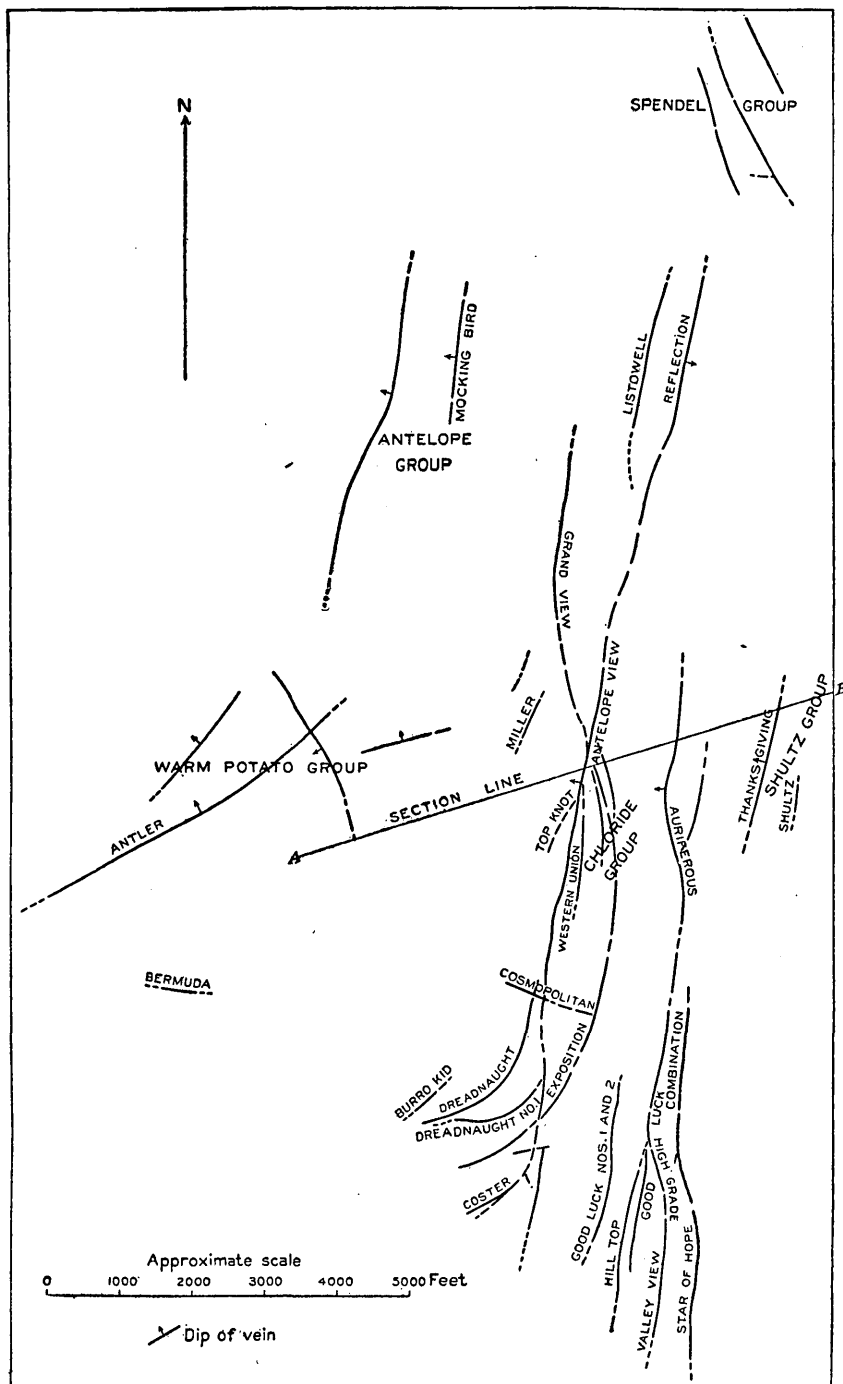 N
SPENDEL GROUP
MOCKING BIRD
LISTOWELL
REFLECTION
ANTELOPE
GROUP
GRAND VIEW
ANTELOPE VIEW
MILLER
WARM POTATO GROUP
ANTLER
A
SECTION LINE
TOP KNOT
CHLORIDE
GROUP
WESTERN UNION
AURIFEROUS
THANKSGIVING
SHULTZ GROUP
SHULTZ
BERMUDA
COSMOPOLITAN
BURRO KID
DREADNAUGHT
DREADNAUGHT NO.1
EXPOSITION
COSTER
GOOD LUCK NOS. 1 AND 2
HILL TOP
GOOD LUCK
HIGH GRADE
COMBINATION
VALLEY VIEW
STAR OF HOPE
Approximate scale
0 1000 2000 3000 4000 5000 Feet
Dip of vein